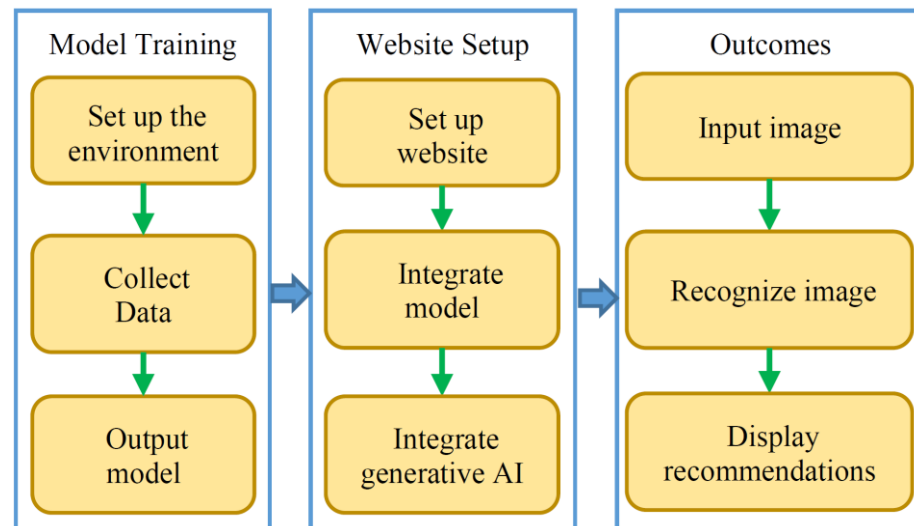 Model Training
Set up the
environment
Collect
Data
Output
model
Website Setup
Set up
website
Integrate
model
Integrate
generative AI
Outcomes
Input image
Recognize image
Display
recommendations